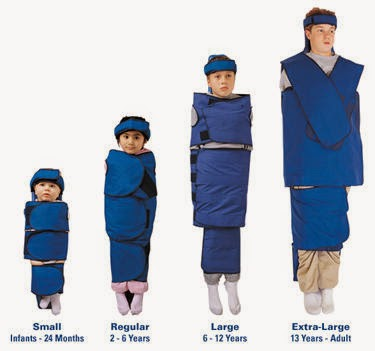 Small
Infants - 24 Months
Regular
2 - 6 Years
Large
6 - 12 Years
Extra-Large
13 Years - Adult